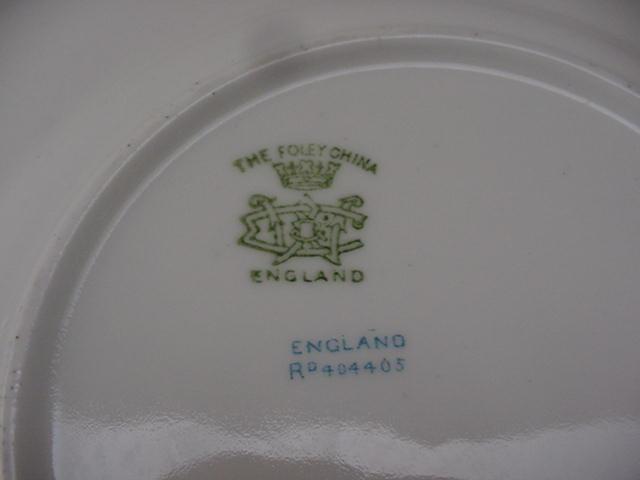 THE FOLEY CHINA
ENGLAND
ENGLAND
RD 404405